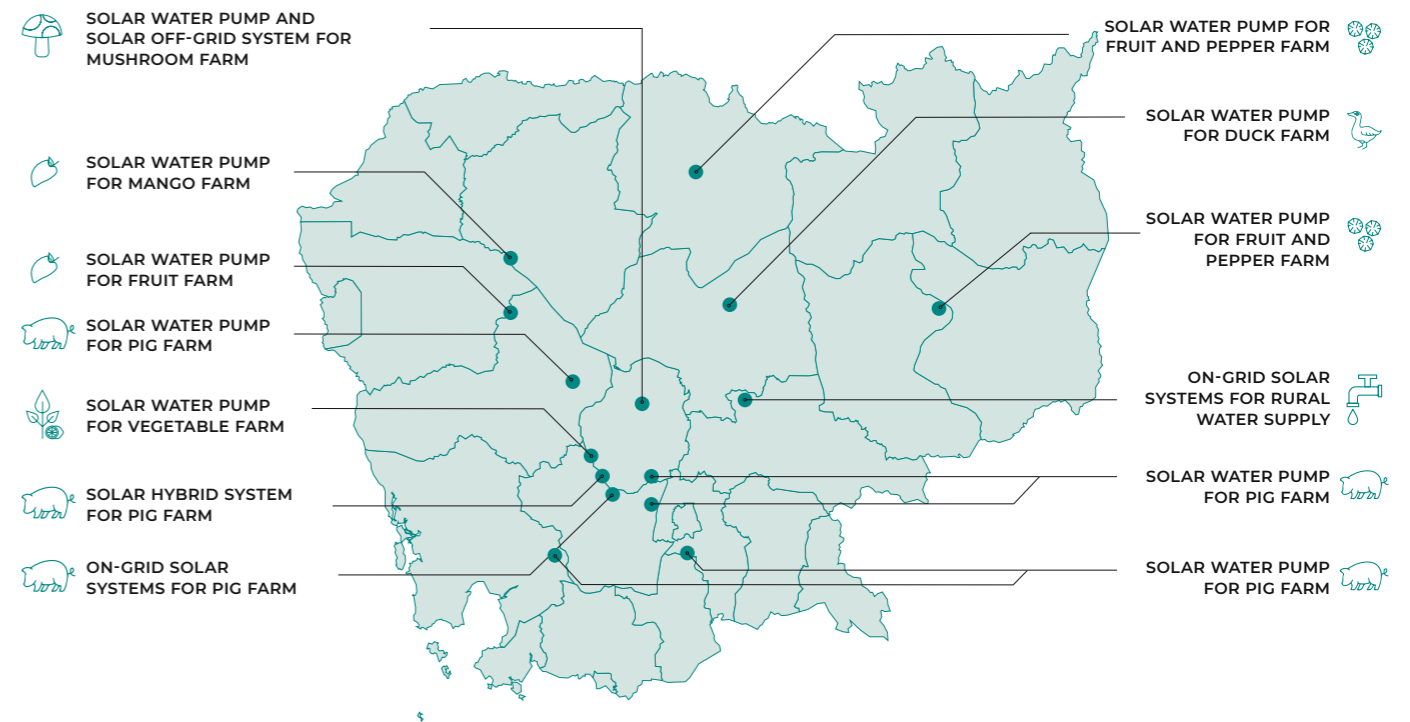 SOLAR WATER PUMP AND
SOLAR OFF-GRID SYSTEM FOR
MUSHROOM FARM
SOLAR WATER PUMP
FOR MANGO FARM
SOLAR WATER PUMP
FOR FRUIT FARM
SOLAR WATER PUMP
FOR PIG FARM
SOLAR WATER PUMP
FOR VEGETABLE FARM
SOLAR HYBRID SYSTEM
FOR PIG FARM
ON-GRID SOLAR
SYSTEMS FOR PIG FARM
SOLAR WATER PUMP FOR
FRUIT AND PEPPER FARM
SOLAR WATER PUMP
FOR DUCK FARM
SOLAR WATER PUMP
FOR FRUIT AND
PEPPER FARM
ON-GRID SOLAR
SYSTEMS FOR RURAL
WATER SUPPLY
SOLAR WATER PUMP
FOR PIG FARM
SOLAR WATER PUMP
FOR PIG FARM